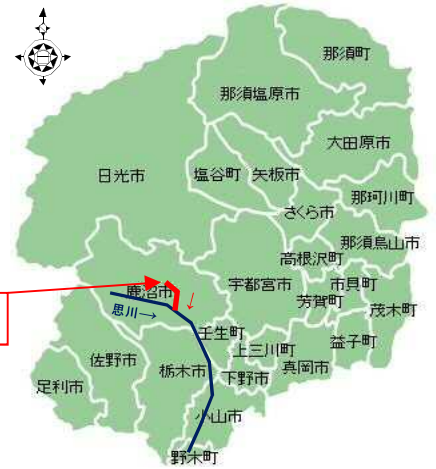 那須町
那須塩原市
大田原市
日光市
塩谷町
矢板市
那珂川町
さくら市
那須烏山市
高根沢町
鹿沼市
宇都宮市
市貝町
芳賀町
茂木町
思川→
壬生町
益子町
上三川町
真岡市
佐野市
栃木市
下野市
足利市
小山市
野木町